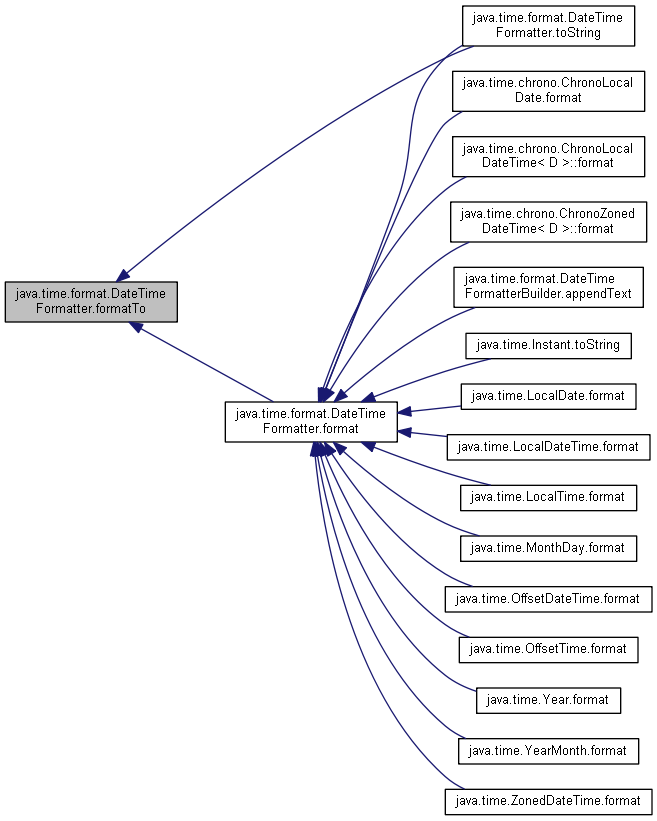 java.time.format.DateTime
Formatter.toString
java.time.chrono.ChronoLocal
Date.format
java.time.chrono.ChronoLocal
DateTime< D >::format
java.time.chrono.ChronoZoned
DateTime< D >::format
java.time.format.DateTime
FormatterBuilder.appendText
java.time.format.DateTime
Formatter.formatTo
java.time.Instant.toString
java.time.LocalDate.format
java.time.format.DateTime
Formatter.format
java.time.LocalDateTime.format
java.time.LocalTime.format
java.time.MonthDay.format
java.time.OffsetDateTime.format
java.time.OffsetTime.format
java.time.Year.format
java.time.YearMonth.format
java.time.ZonedDateTime.format